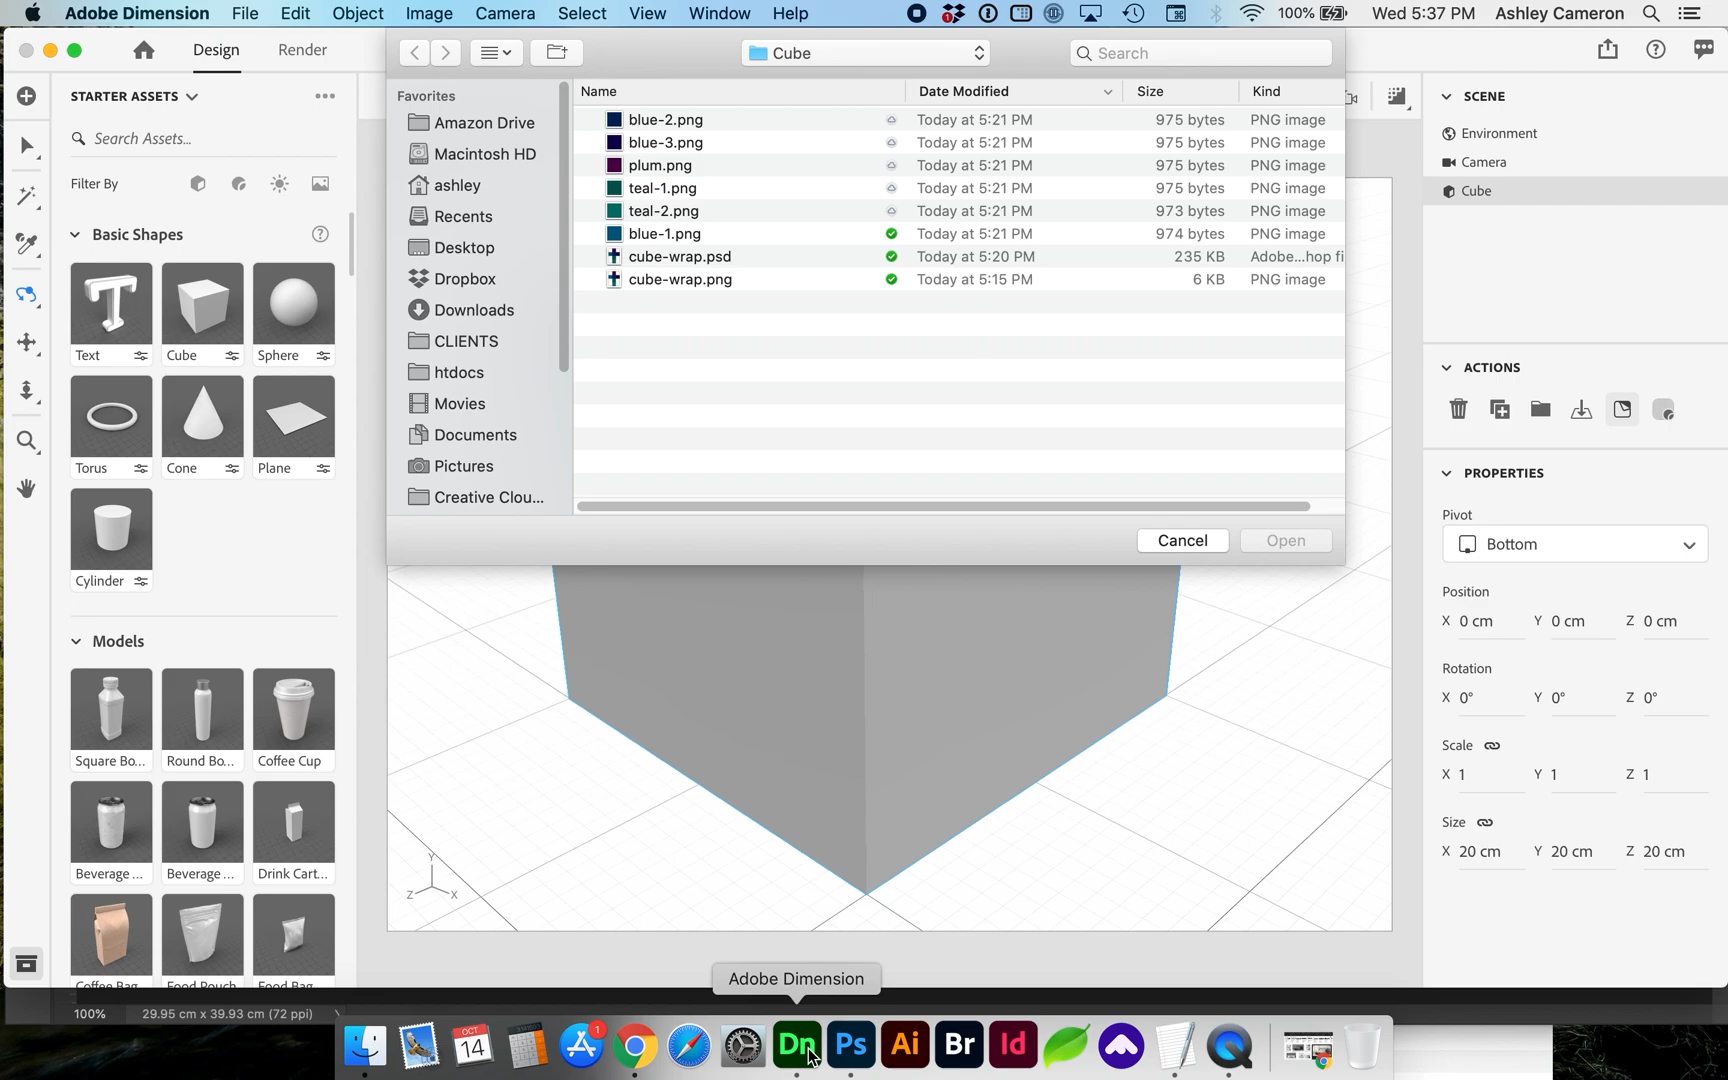 Adobe Dimension File Edit Object Image Camera Select View Window Help 1 100% Wed 5:37 PM Ashley Cameron
Design Render
Cube
Search
STARTER ASSETS
Search Assets...
Filter By
Basic Shapes
Text Cube Sphere
Torus Cone Plane
Cylinder
Models
Square Bo... Round Bo... Coffee Cup
Beverage ... Beverage ... Drink Cart...
Coffee Bag Food Pouch Food Bag
Favorites
Amazon Drive
Macintosh HD
ashley
Recents
Desktop
Dropbox
Downloads
CLIENTS
htdocs
Movies
Documents
Pictures
Creative Clou...
Name Date Modified Size Kind
blue-2.png Today at 5:21 PM 975 bytes PNG image
blue-3.png Today at 5:21 PM 975 bytes PNG image
plum.png Today at 5:21 PM 975 bytes PNG image
teal-1.png Today at 5:21 PM 975 bytes PNG image
teal-2.png Today at 5:21 PM 973 bytes PNG image
blue-1.png Today at 5:21 PM 974 bytes PNG image
cube-wrap.psd Today at 5:20 PM 235 KB Adobe...hop fi
cube-wrap.png Today at 5:15 PM 6 KB PNG image
Cancel Open
Y
Z X
SCENE
Environment
Camera
Cube
ACTIONS
PROPERTIES
Pivot
Bottom
Position
X 0 cm Y 0 cm Z 0 cm
Rotation
X 0° Y 0° Z 0°
Scale
X 1 Y 1 Z 1
Size
X 20 cm Y 20 cm Z 20 cm
Adobe Dimension
100% 29.95 cm x 39.93 cm (72 ppi)
OCT
14
1
Dn Ps Ai Br Id